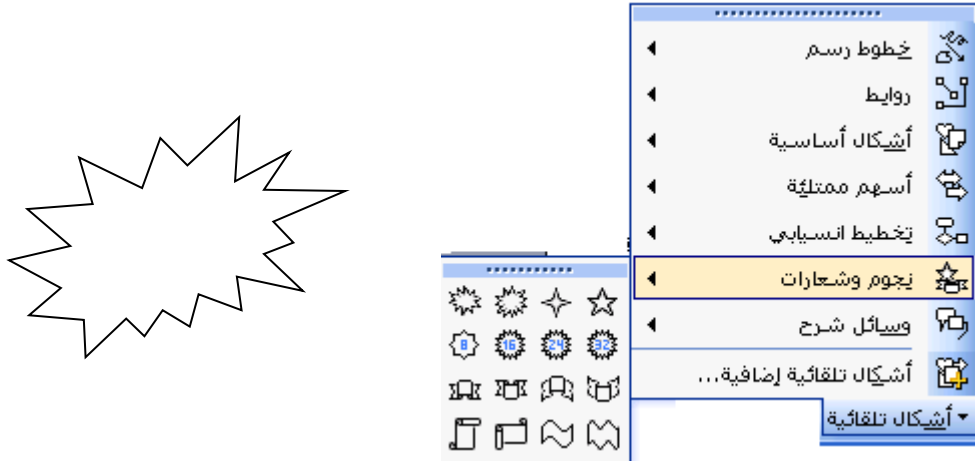 خطوط رسم
روابط
أشكال أساسية
أسهم ممتلئة
تخطيط انسيابي
نجوم وشعارات
وسائل شرح
أشكال تلقائية إضافية...
أشكال تلقائية
8 16 24 32